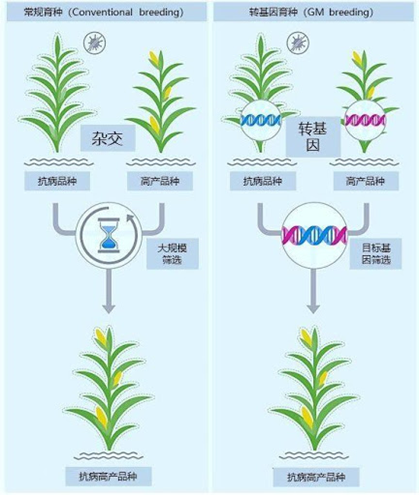 常规育种（Conventional breeding）
杂交
抗病品种
高产品种
大规模
筛选
抗病高产品种
转基因育种（GM breeding）
转基
因
抗病品种
高产品种
目标基
因筛选
抗病高产品种